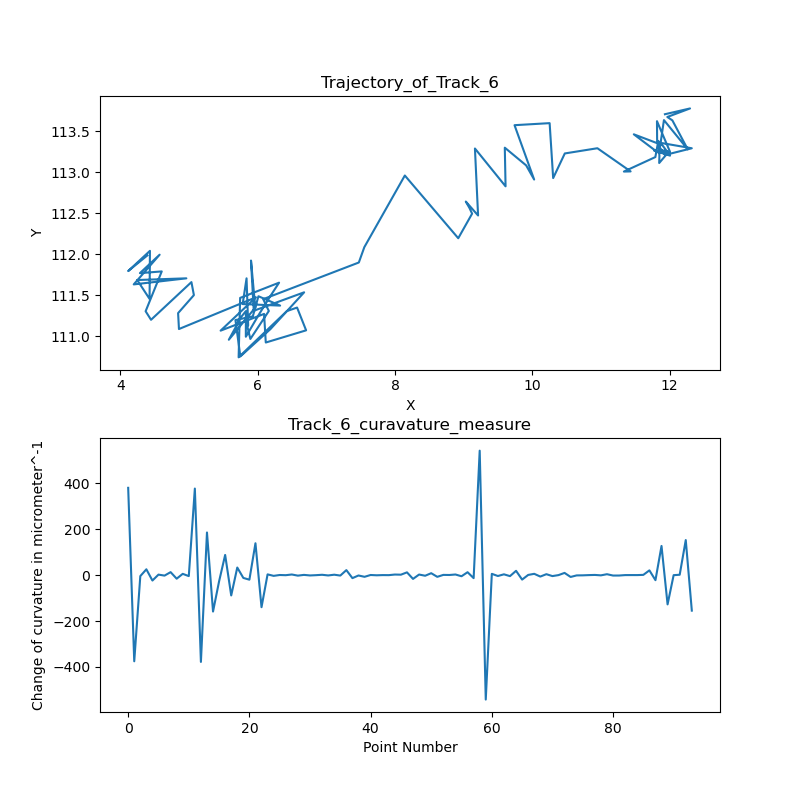 Trajectory_of_Track_6
113.5
113.0
112.5
112.0
111.5
111.0
Y
4 6 8 10 12
X
Track_6_curavature_measure
400
200
0
−200
−400
Change of curvature in micrometer^-1
0 20 40 60 80
Point Number